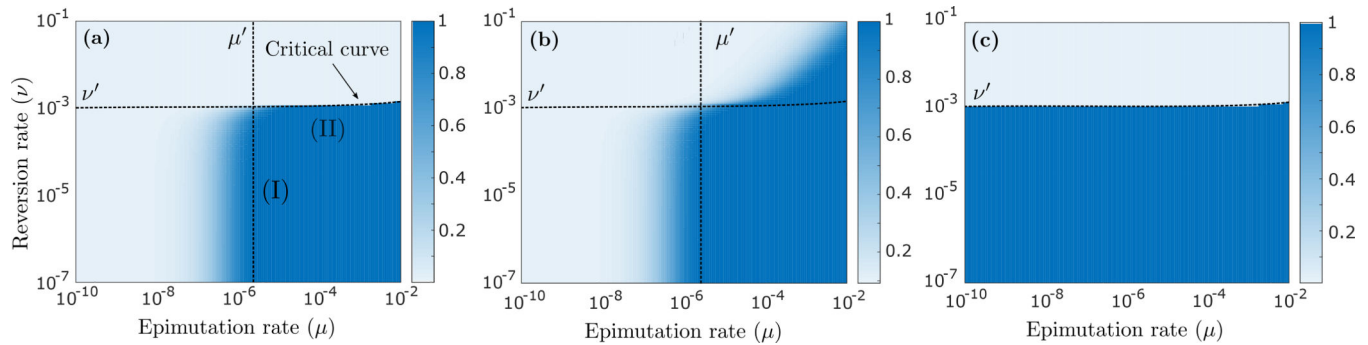 (a)
μ′
Critical curve
ν′
(I)
(II)
Reversion rate (ν)
10^-1
10^-3
10^-5
10^-7
10^-10
10^-8
10^-6
10^-4
10^-2
Epimutation rate (μ)
1
0.8
0.6
0.4
0.2
(b)
μ′
ν′
10^-1
10^-3
10^-5
10^-7
10^-10
10^-8
10^-6
10^-4
10^-2
Epimutation rate (μ)
1
0.8
0.6
0.4
0.2
(c)
ν′
10^-1
10^-3
10^-5
10^-7
10^-10
10^-8
10^-6
10^-4
10^-2
Epimutation rate (μ)
1
0.8
0.6
0.4
0.2